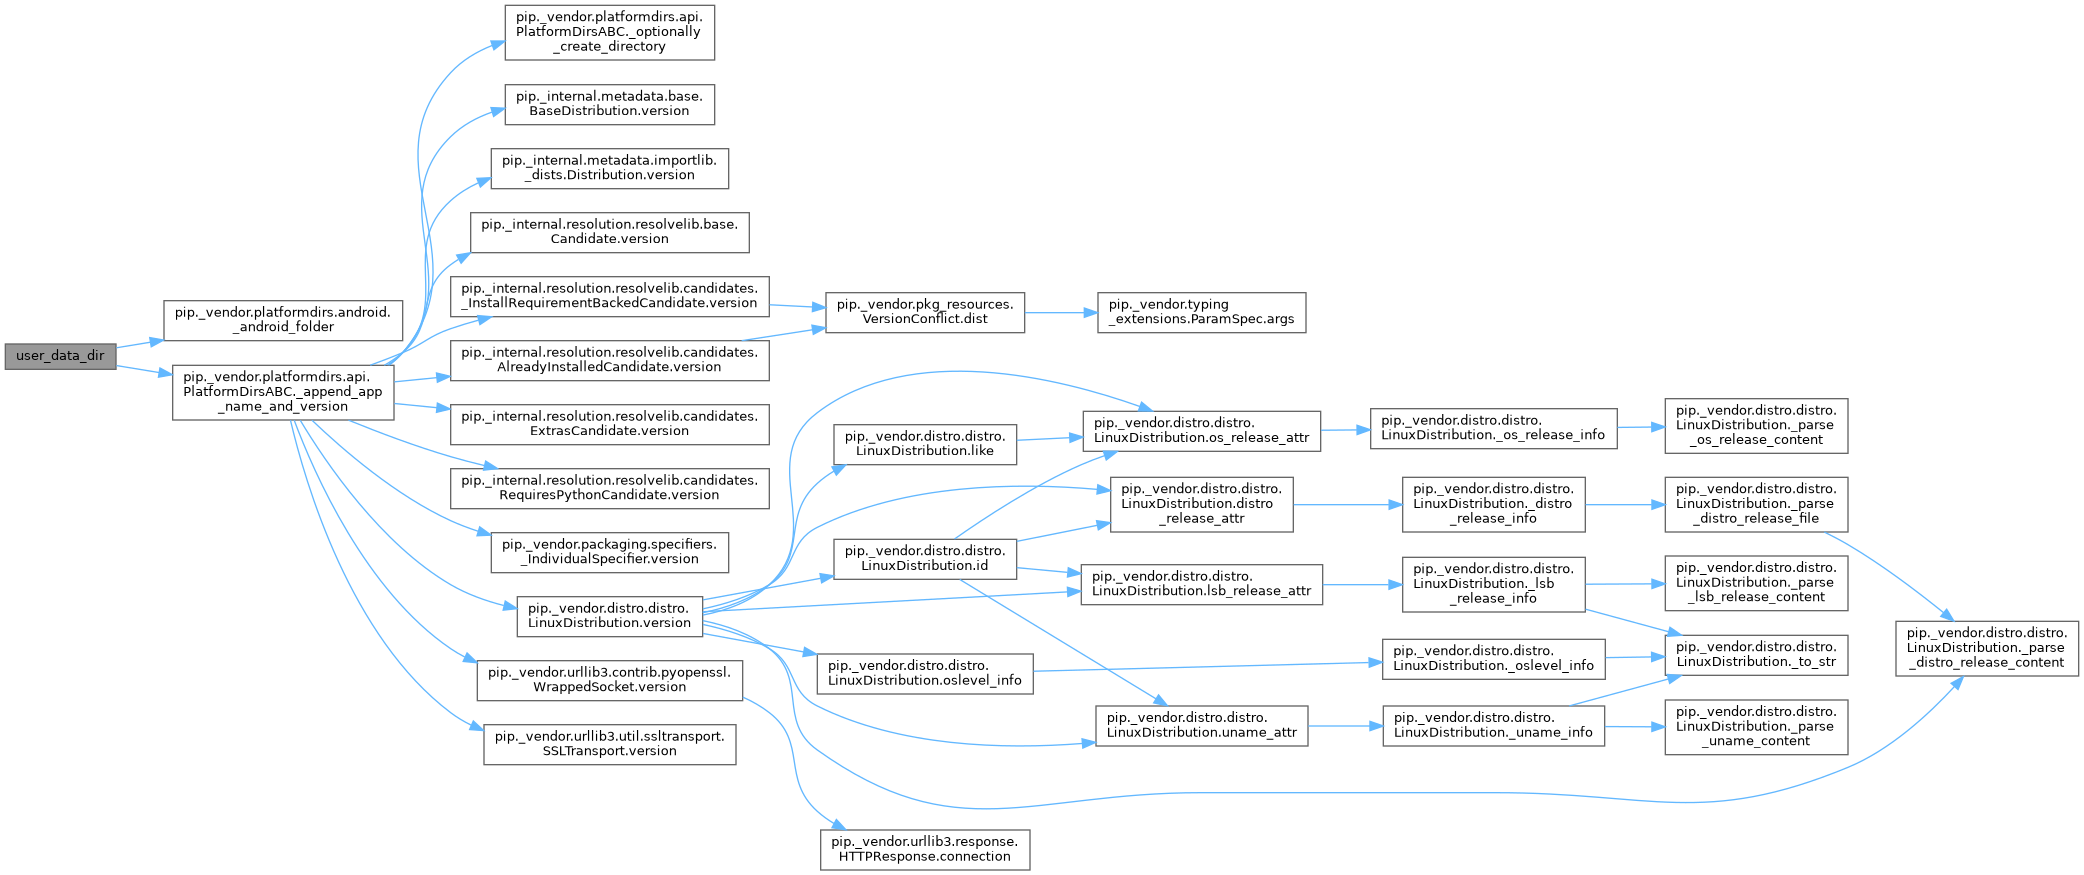 user_data_dir
pip._vendor.platformdirs.android.
_android_folder
pip._vendor.platformdirs.api.
PlatformDirsABC._append_app
_name_and_version
pip._vendor.platformdirs.api.
PlatformDirsABC._optionally
_create_directory
pip._internal.metadata.base.
BaseDistribution.version
pip._internal.metadata.importlib.
_dists.Distribution.version
pip._internal.resolution.resolvelib.base.
Candidate.version
pip._internal.resolution.resolvelib.candidates.
_InstallRequirementBackedCandidate.version
pip._internal.resolution.resolvelib.candidates.
AlreadyInstalledCandidate.version
pip._internal.resolution.resolvelib.candidates.
ExtrasCandidate.version
pip._internal.resolution.resolvelib.candidates.
RequiresPythonCandidate.version
pip._vendor.packaging.specifiers.
_IndividualSpecifier.version
pip._vendor.distro.distro.
LinuxDistribution.version
pip._vendor.urllib3.contrib.pyopenssl.
WrappedSocket.version
pip._vendor.urllib3.util.ssltransport.
SSLTransport.version
pip._vendor.pkg_resources.
VersionConflict.dist
pip._vendor.typing
_extensions.ParamSpec.args
pip._vendor.distro.distro.
LinuxDistribution.like
pip._vendor.distro.distro.
LinuxDistribution.id
pip._vendor.distro.distro.
LinuxDistribution.oslevel_info
pip._vendor.urllib3.response.
HTTPResponse.connection
pip._vendor.distro.distro.
LinuxDistribution.os_release_attr
pip._vendor.distro.distro.
LinuxDistribution.distro
_release_attr
pip._vendor.distro.distro.
LinuxDistribution.lsb_release_attr
pip._vendor.distro.distro.
LinuxDistribution.uname_attr
pip._vendor.distro.distro.
LinuxDistribution._os_release_info
pip._vendor.distro.distro.
LinuxDistribution._distro
_release_info
pip._vendor.distro.distro.
LinuxDistribution._lsb
_release_info
pip._vendor.distro.distro.
LinuxDistribution._oslevel_info
pip._vendor.distro.distro.
LinuxDistribution._uname_info
pip._vendor.distro.distro.
LinuxDistribution._parse
_os_release_content
pip._vendor.distro.distro.
LinuxDistribution._parse
_distro_release_file
pip._vendor.distro.distro.
LinuxDistribution._parse
_lsb_release_content
pip._vendor.distro.distro.
LinuxDistribution._to_str
pip._vendor.distro.distro.
LinuxDistribution._parse
_uname_content
pip._vendor.distro.distro.
LinuxDistribution._parse
_distro_release_content